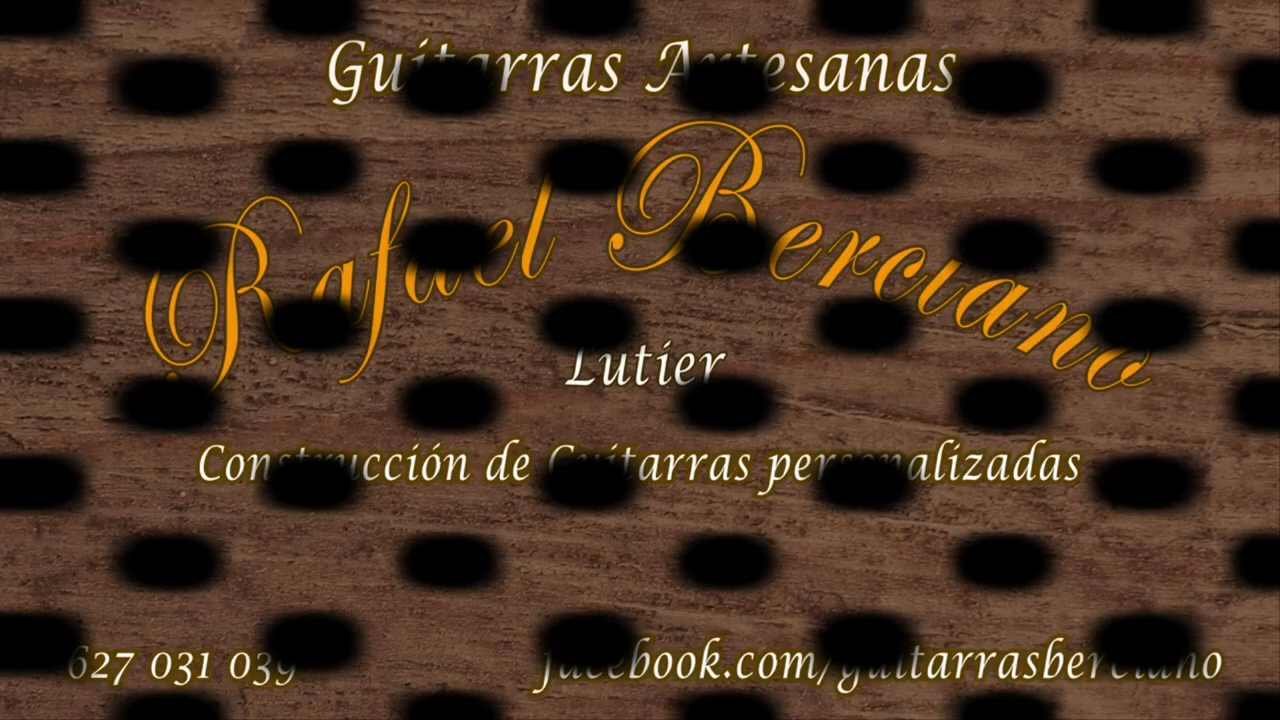 Guitarras Artesanas
Rafael Berciano
Lutier
Construcción de Guitarras personalizadas
627 031 039
facebook.com/guitarrasberciano